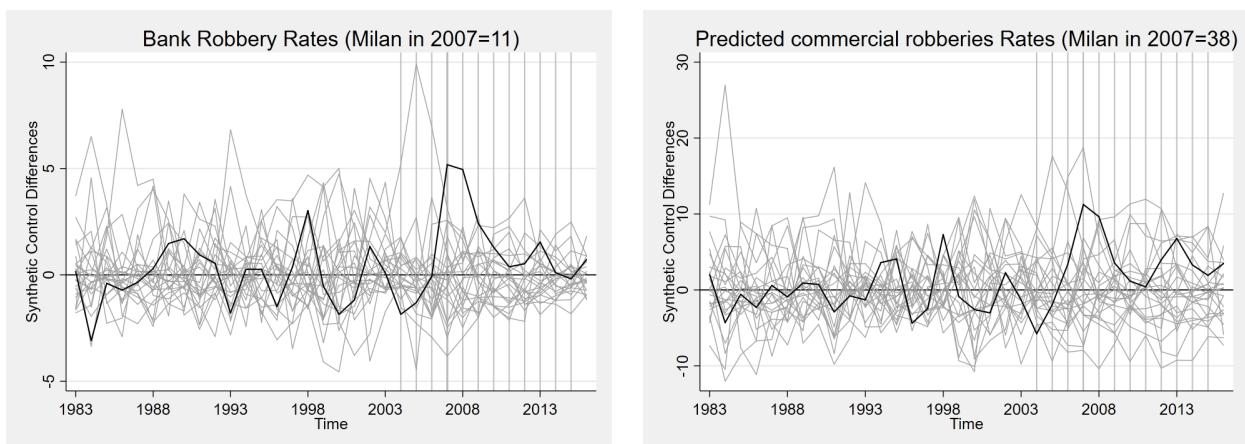 Bank Robbery Rates (Milan in 2007=11)
Synthetic Control Differences
10
5
0
-5
1983 1988 1993 1998 2003 2008 2013
Time
Predicted commercial robberies Rates (Milan in 2007=38)
Synthetic Control Differences
30
20
10
0
-10
1983 1988 1993 1998 2003 2008 2013
Time